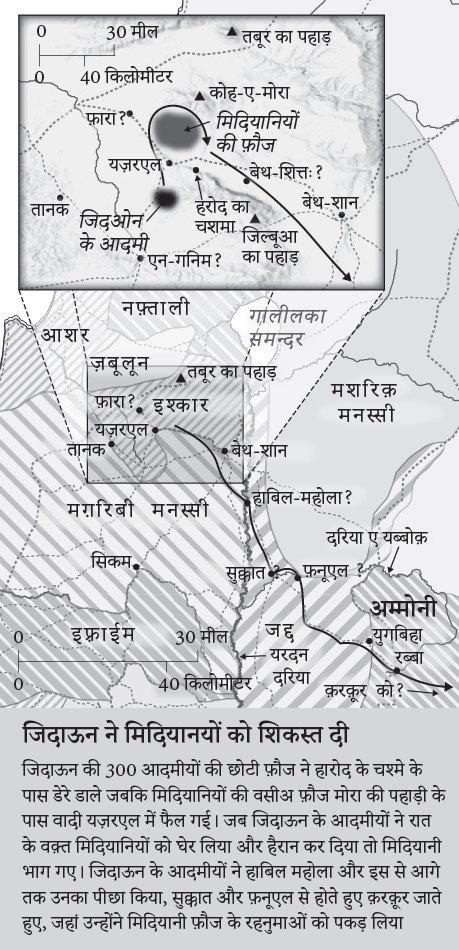 0 30 मील
तबूर का पहाड़
0 40 किलोमीटर
कोह-ए-मोरा
फ़ारा?
मिदियानियों
की फ़ौज
यज़रएल
बेथ-शित्तः?
तानक
जिदओन
के आदमी
हरोद का
चशमा
बेथ-शान
जिल्बूआ
का पहाड़
एन-गनिम?
नफ़्ताली
आशर
गालीलका
समन्दर
ज़बूलून
तबूर का पहाड़
फ़ारा?
इश्कार
मशरिक़
मनस्सी
यज़रएल
तानक
बेथ-शान
मग़रिबी मनस्सी
हाबिल-महोला?
दरिया ए यब्बोक़
सिकम
सुक्कात?
फ़नूएल ?
अम्मोनी
इफ़्राईम
0 30 मील
जद्द
युगबिहा
यरदन
दरिया
रब्बा
0 40 किलोमीटर
क़रक़ूर को?
जिदाऊन ने मिदियानयों को शिकस्त दी
जिदाऊन की 300 आदमीयों की छोटी फ़ौज ने हारोद के चश्मे के
पास डेरे डाले जबकि मिदियानियों की वसीअ फ़ौज मोरा की पहाड़ी के
पास वादी यज़रएल में फैल गई। जब जिदाऊन के आदमीयों ने रात
के वक़्त मिदियानियों को घेर लिया और हैरान कर दिया तो मिदियानी
भाग गए। जिदाऊन के आदमीयों ने हाबिल महोला और इस से आगे
तक उनका पीछा किया, सुक्कात और फ़नूएल से होते हुए क़रक़ूर जाते
हुए, जहां उन्होंने मिदियानी फ़ौज के रहनुमाओं को पकड़ लिया